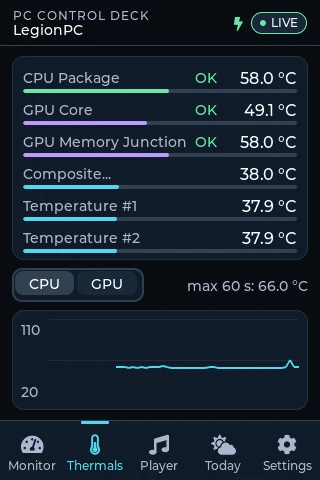 PC CONTROL DECK
LegionPC
LIVE
CPU Package OK 58.0 °C
GPU Core OK 49.1 °C
GPU Memory Junction OK 58.0 °C
Composite... 38.0 °C
Temperature #1 37.9 °C
Temperature #2 37.9 °C
CPU GPU max 60 s: 66.0 °C
110
20
Monitor Thermals Player Today Settings